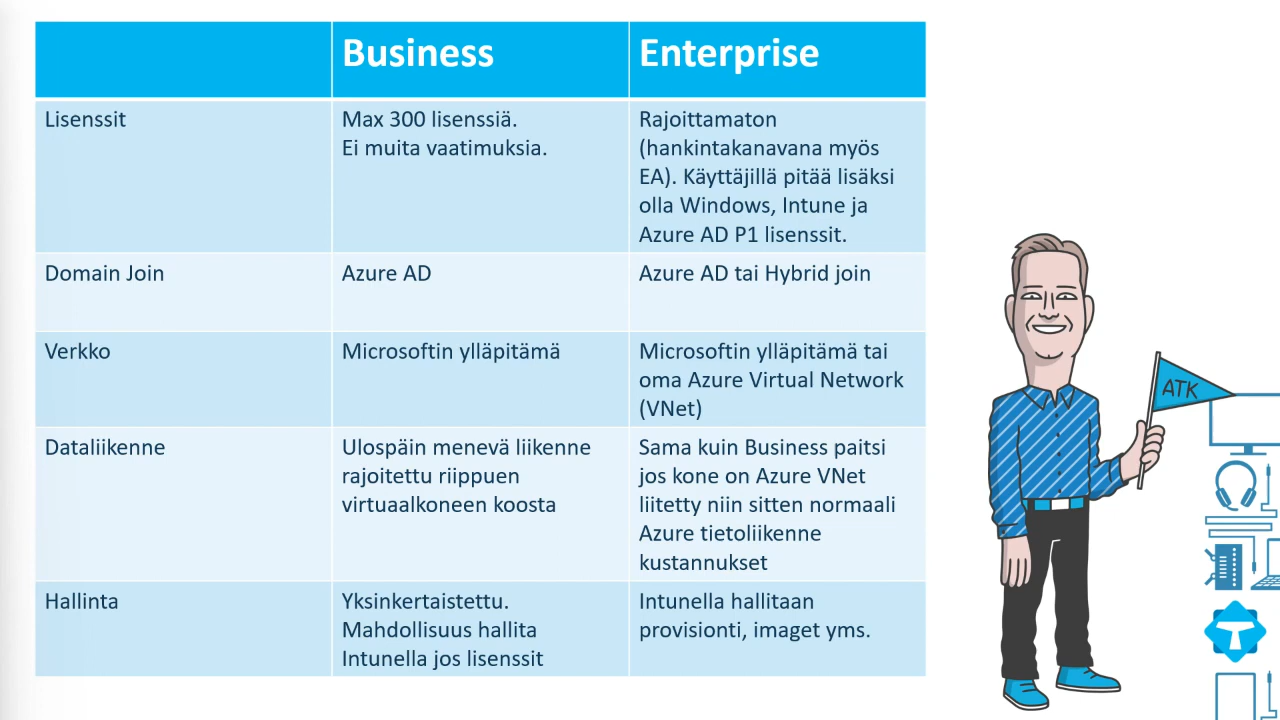 Business
Enterprise
Lisenssit
Max 300 lisenssiä.
Ei muita vaatimuksia.
Rajoittamaton
(hankintakanavana myös
EA). Käyttäjillä pitää lisäksi
olla Windows, Intune ja
Azure AD P1 lisenssit.
Domain Join
Azure AD
Azure AD tai Hybrid join
Verkko
Microsoftin ylläpitämä
Microsoftin ylläpitämä tai
oma Azure Virtual Network
(VNet)
Dataliikenne
Ulospäin menevä liikenne
rajoitettu riippuen
virtuaalkoneen koosta
Sama kuin Business paitsi
jos kone on Azure VNet
liitetty niin sitten normaali
Azure tietoliikenne
kustannukset
Hallinta
Yksinkertaistettu.
Mahdollisuus hallita
Intunella jos lisenssit
Intunella hallitaan
provisionti, imaget yms.
ATK